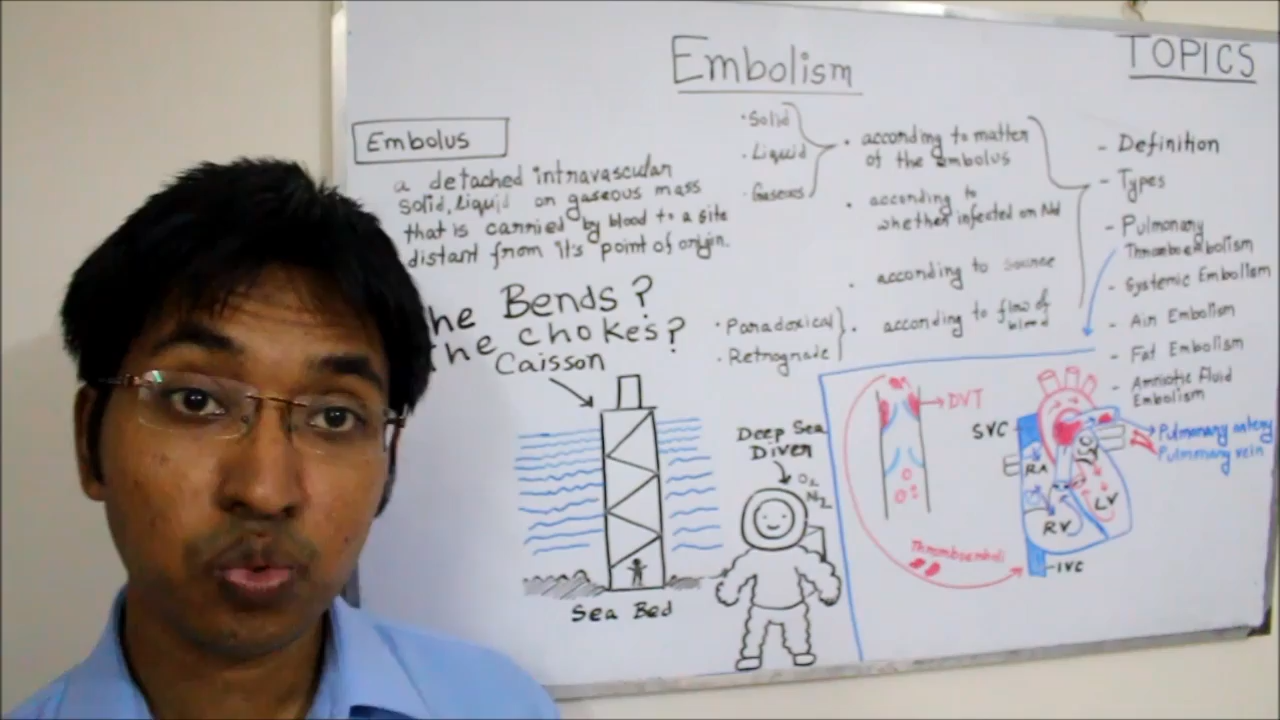 Embolism
TOPICS
Embolus
a detached intravascular
solid, liquid or gaseous mass
that is carried by blood to a site
distant from it's point of origin.
he Bends?
he chokes?
Caisson
Sea Bed
Deep Sea
Diver
O₂
N₂
• Solid
• Liquid
• Gaseous
• according to matter
of the embolus
• according to
whether infected or Not
• according to source
• according to flow of
blood
• Paradoxical
• Retrograde
- Definition
- Types
- Pulmonary
Thromboembolism
- Systemic Embolism
- Air Embolism
- Fat Embolism
- Amniotic Fluid
Embolism
DVT
Thromboemboli
SVC
RA
RV
LV
IVC
Pulmonary artery
Pulmonary vein